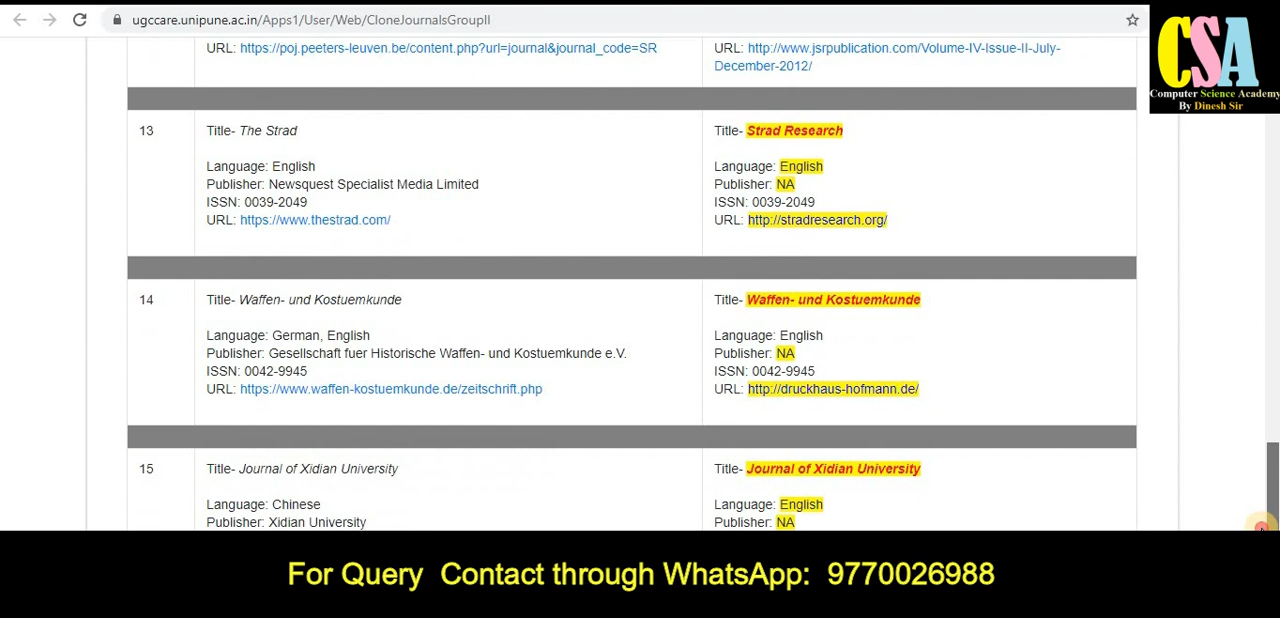 ugccare.unipune.ac.in/Apps1/User/Web/CloneJournalsGroupII
CSA
Computer Science Academy
By Dinesh Sir
URL: https://poj.peeters-leuven.be/content.php?url=journal&journal_code=SR
URL: http://www.jsrpublication.com/Volume-IV-Issue-II-July-
December-2012/
13
Title- The Strad
Language: English
Publisher: Newsquest Specialist Media Limited
ISSN: 0039-2049
URL: https://www.thestrad.com/
Title- Strad Research
Language: English
Publisher: NA
ISSN: 0039-2049
URL: http://stradresearch.org/
14
Title- Waffen- und Kostuemkunde
Language: German, English
Publisher: Gesellschaft fuer Historische Waffen- und Kostuemkunde e.V.
ISSN: 0042-9945
URL: https://www.waffen-kostuemkunde.de/zeitschrift.php
Title- Waffen- und Kostuemkunde
Language: English
Publisher: NA
ISSN: 0042-9945
URL: http://druckhaus-hofmann.de/
15
Title- Journal of Xidian University
Language: Chinese
Publisher: Xidian University
Title- Journal of Xidian University
Language: English
Publisher: NA
For Query Contact through WhatsApp: 9770026988